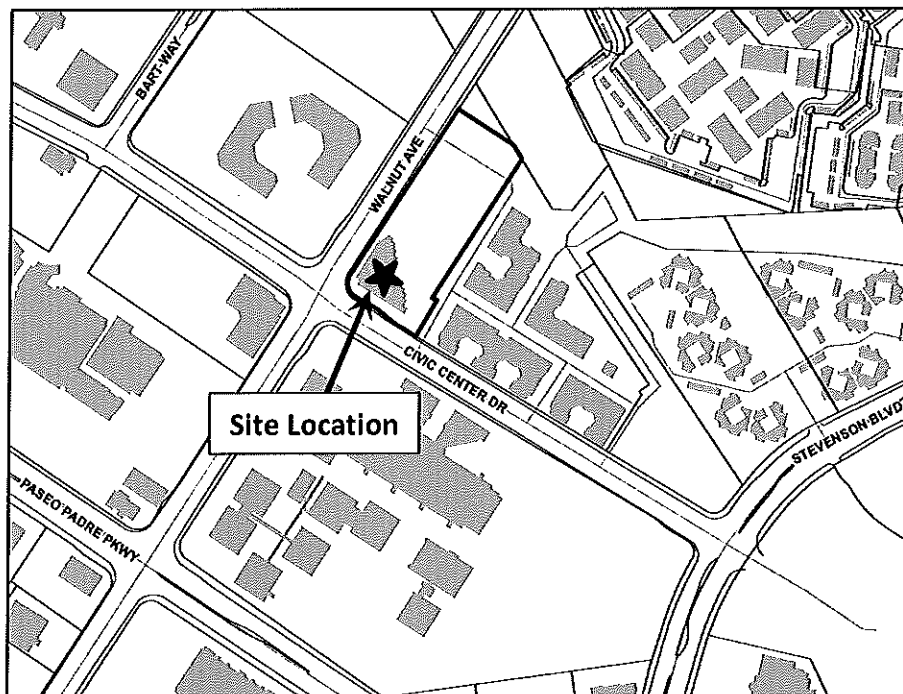 BART WAY
WALNUT AVE
CIVIC CENTER DR
Site Location
STEVENSON BLVD
PASEO PADRE PKWY